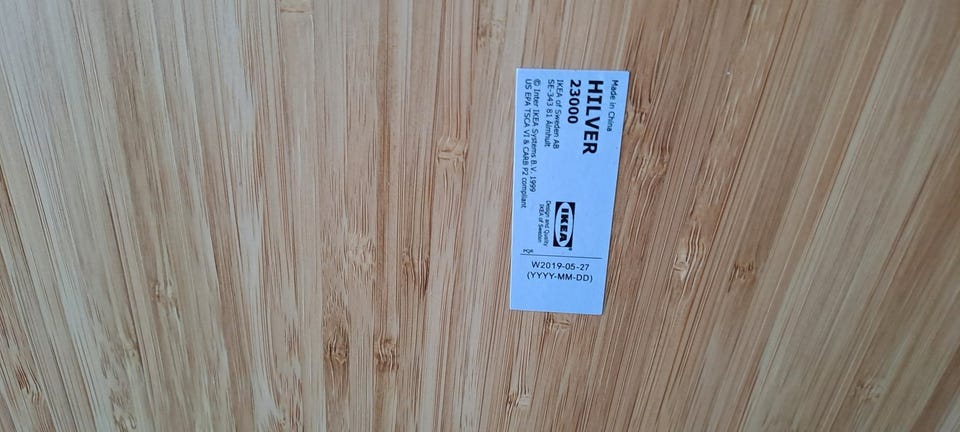 Made in China
HILVER
23000
IKEA of Sweden AB
SE-343 81 Älmhult
© Inter IKEA Systems B.V. 1999
US EPA TSCA VI & CARB P2 compliant
IKEA
Design and Quality
IKEA of Sweden
PQR
W2019-05-27
(YYYY-MM-DD)